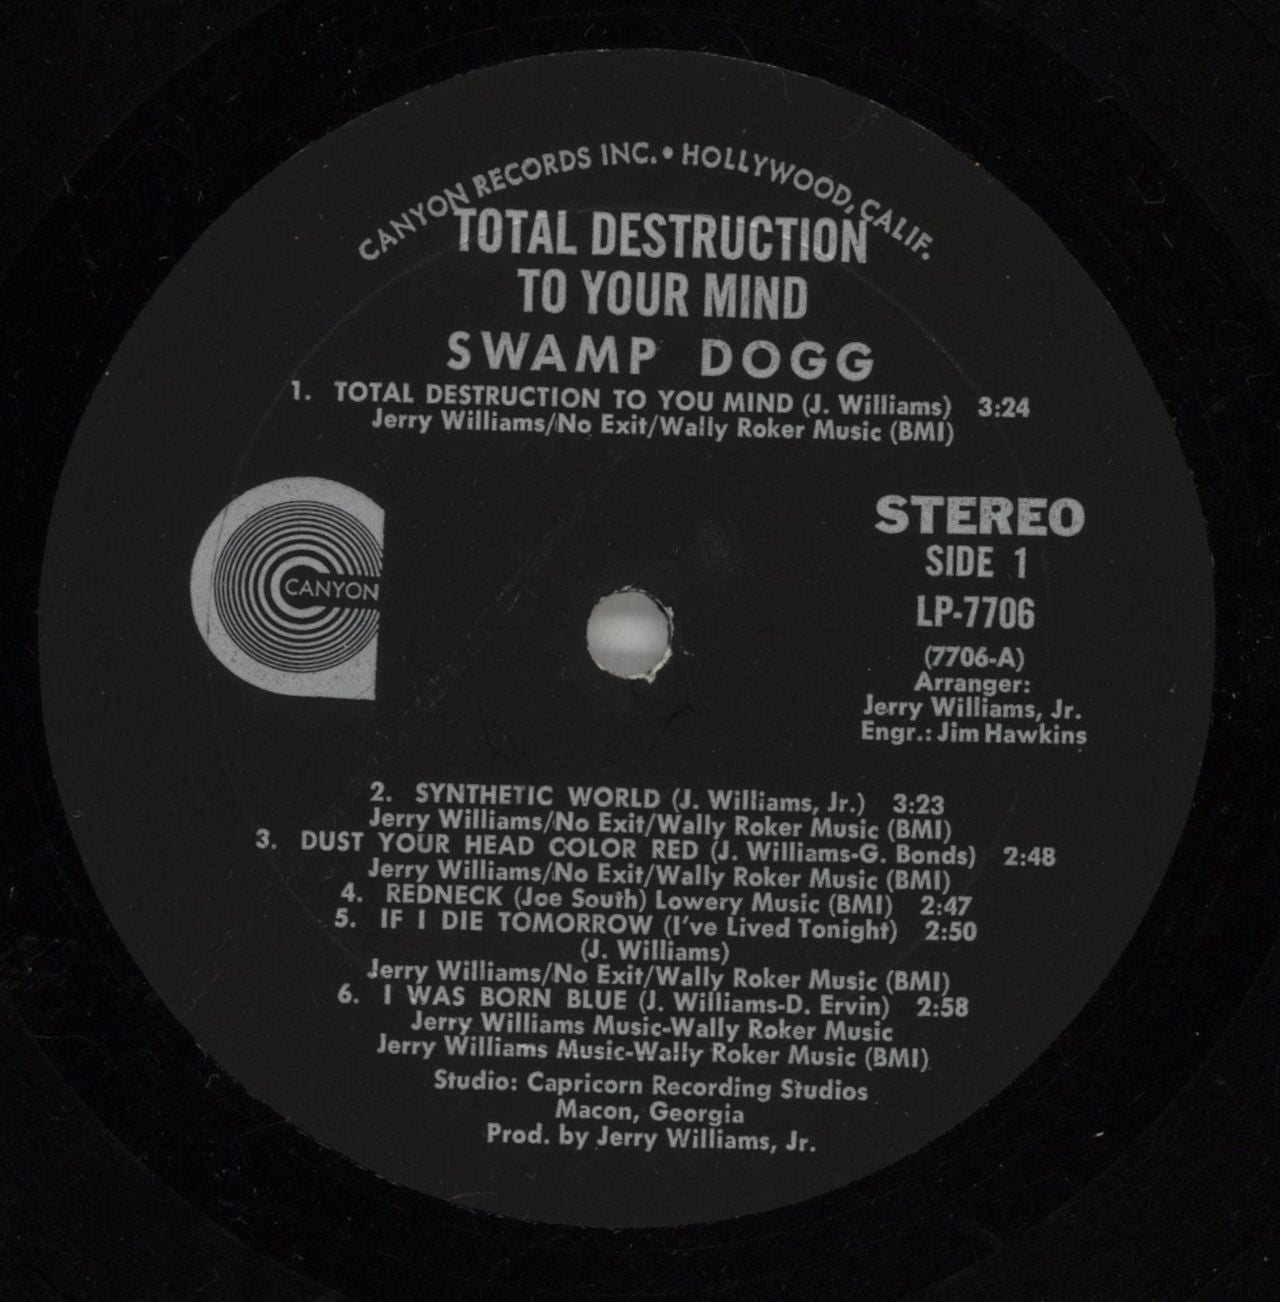 CANYON RECORDS INC. • HOLLYWOOD, CALIF.
TOTAL DESTRUCTION
TO YOUR MIND
SWAMP DOGG
1. TOTAL DESTRUCTION TO YOU MIND (J. Williams) 3:24
Jerry Williams/No Exit/Wally Roker Music (BMI)
CANYON
STEREO
SIDE 1
LP-7706
(7706-A)
Arranger:
Jerry Williams, Jr.
Engr.: Jim Hawkins
2. SYNTHETIC WORLD (J. Williams, Jr.) 3:23
Jerry Williams/No Exit/Wally Roker Music (BMI)
3. DUST YOUR HEAD COLOR RED (J. Williams-G. Bonds) 2:48
Jerry Williams/No Exit/Wally Roker Music (BMI)
4. REDNECK (Joe South) Lowery Music (BMI) 2:47
5. IF I DIE TOMORROW (I've Lived Tonight) 2:50
(J. Williams)
Jerry Williams/No Exit/Wally Roker Music (BMI)
6. I WAS BORN BLUE (J. Williams-D. Ervin) 2:58
Jerry Williams Music-Wally Roker Music
Jerry Williams Music-Wally Roker Music (BMI)
Studio: Capricorn Recording Studios
Macon, Georgia
Prod. by Jerry Williams, Jr.